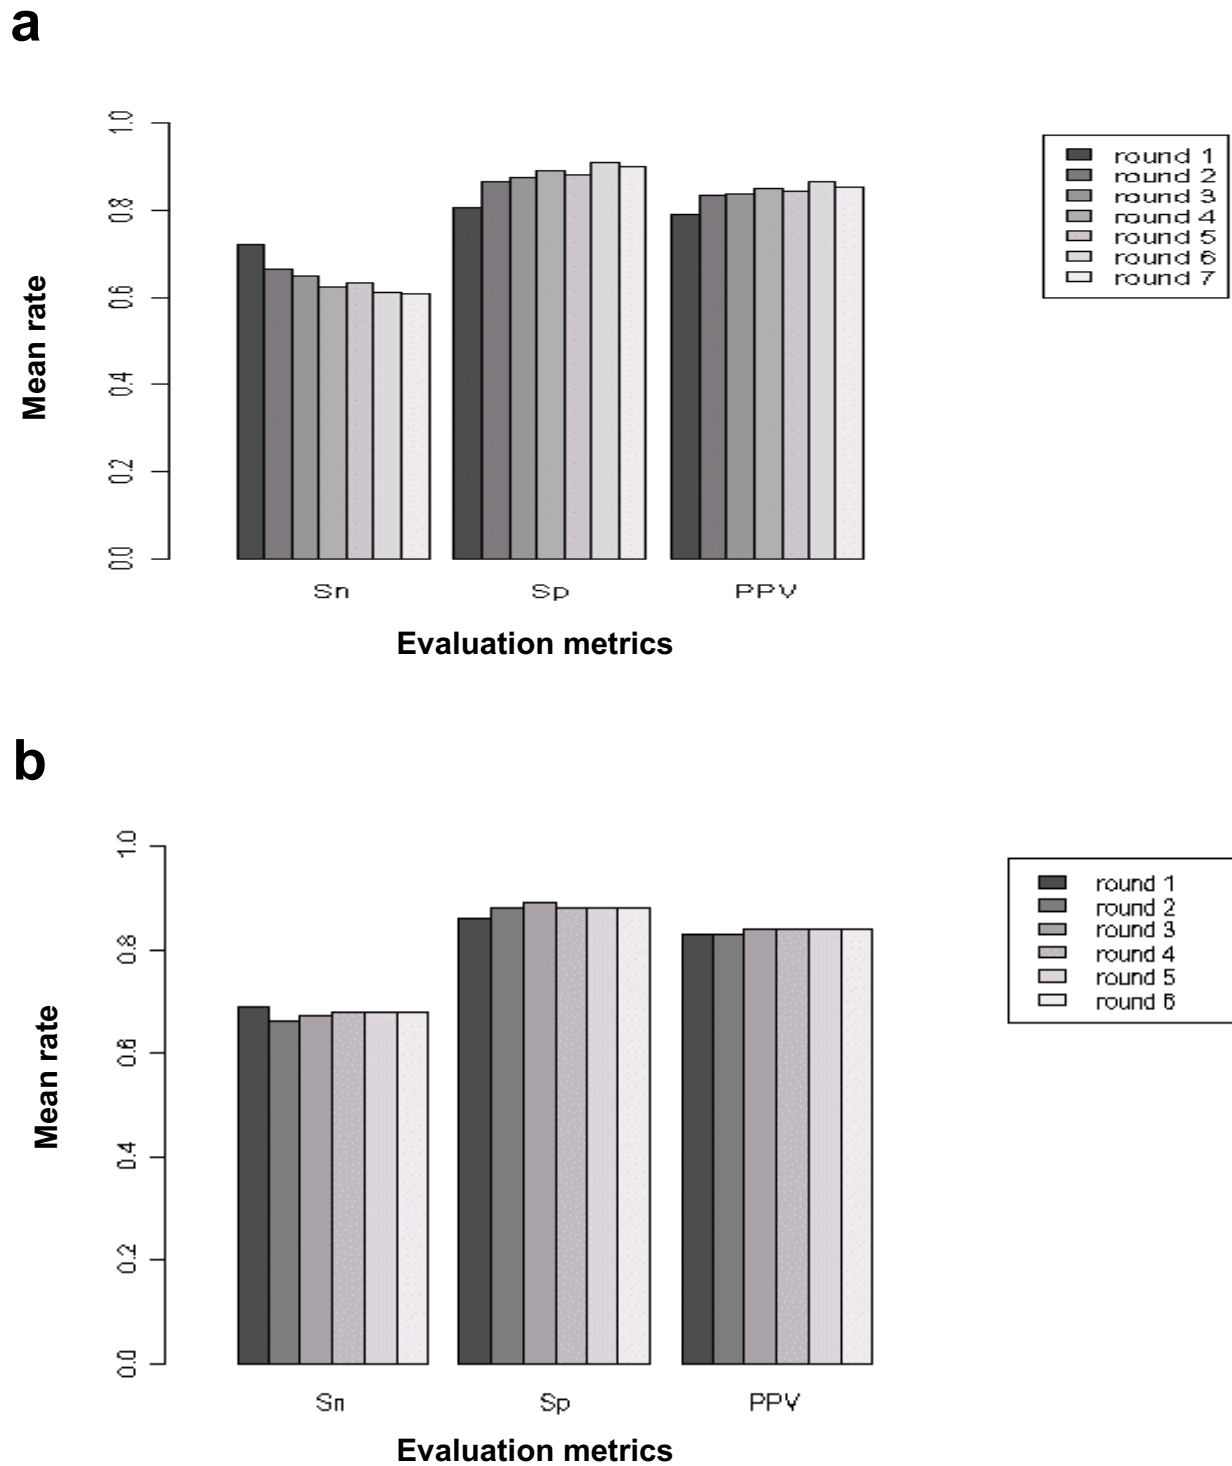 a
1.0
0.8
0.6
0.4
0.2
0.0
Mean rate
Sn Sp PPV
Evaluation metrics
round 1
round 2
round 3
round 4
round 5
round 6
round 7
b
1.0
0.8
0.6
0.4
0.2
0.0
Mean rate
Sn Sp PPV
Evaluation metrics
round 1
round 2
round 3
round 4
round 5
round 6